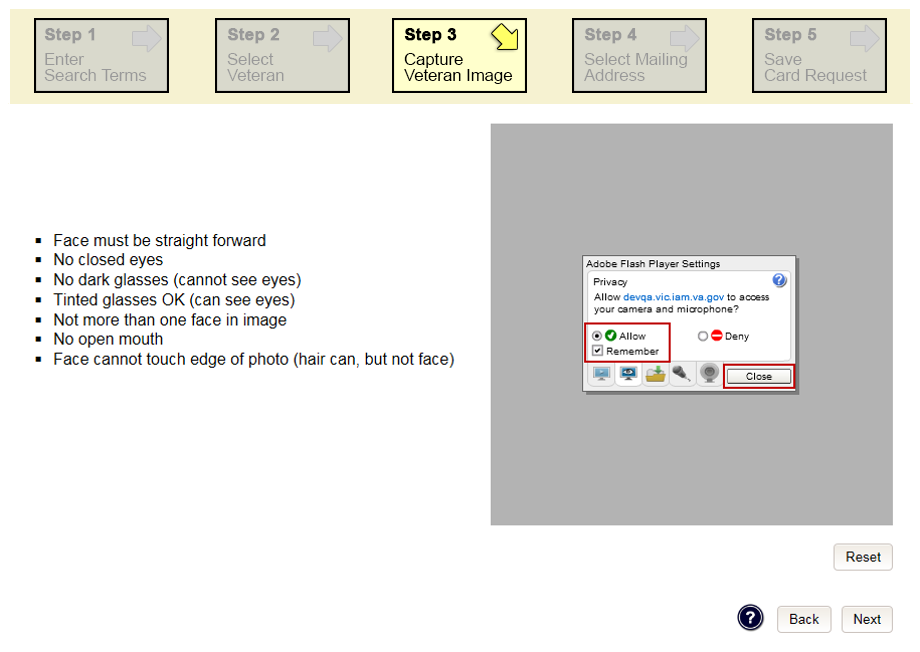 Step 1
Enter
Search Terms
Step 2
Select
Veteran
Step 3
Capture
Veteran Image
Step 4
Select Mailing
Address
Step 5
Save
Card Request
Face must be straight forward
No closed eyes
No dark glasses (cannot see eyes)
Tinted glasses OK (can see eyes)
Not more than one face in image
No open mouth
Face cannot touch edge of photo (hair can, but not face)
Adobe Flash Player Settings
Privacy
?
Allow devqa.vic.iam.va.gov to access
your camera and microphone?
Allow
Deny
Remember
Close
Reset
?
Back
Next